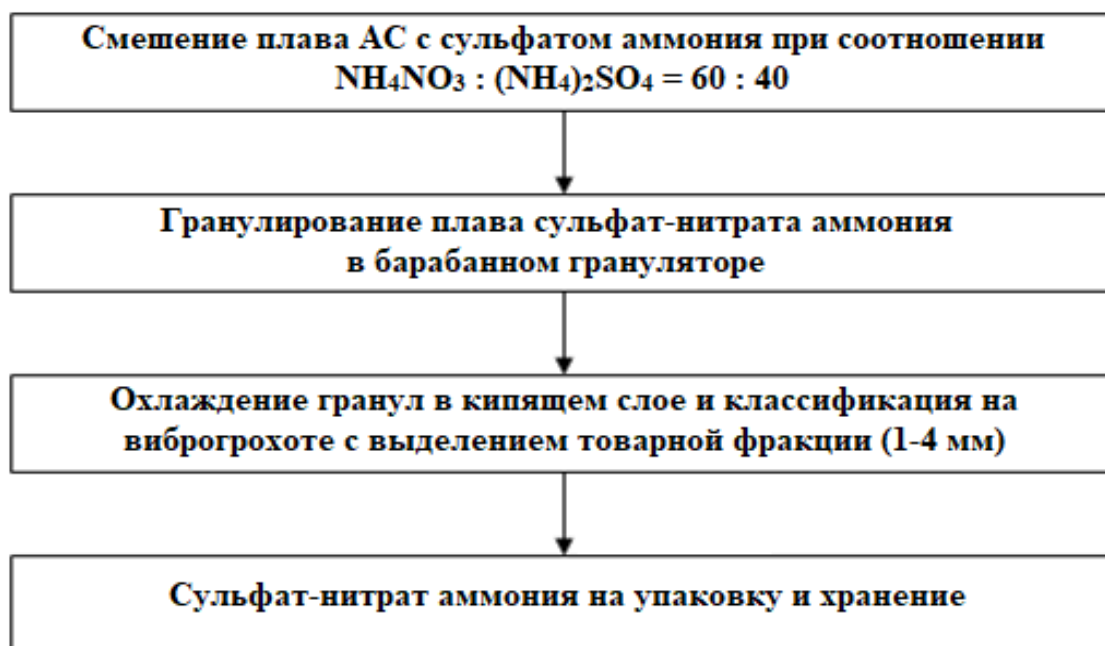 Смешение плава АС с сульфатом аммония при соотношении
NH₄NO₃ : (NH₄)₂SO₄ = 60 : 40
Гранулирование плава сульфат-нитрата аммония
в барабанном грануляторе
Охлаждение гранул в кипящем слое и классификация на
виброгрохоте с выделением товарной фракции (1-4 мм)
Сульфат-нитрат аммония на упаковку и хранение